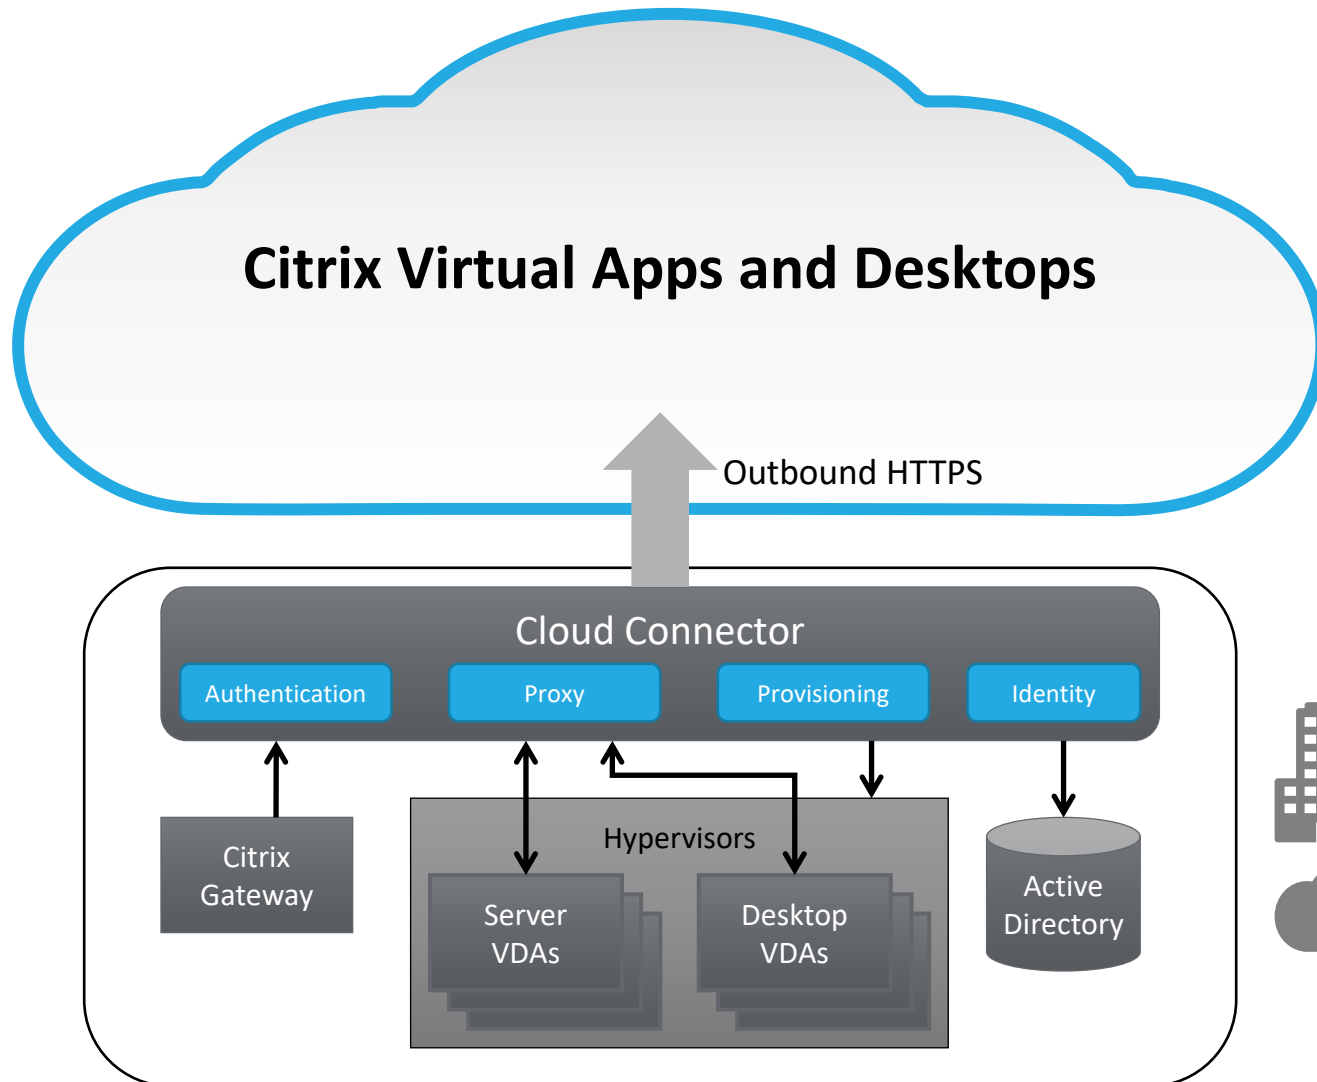 Citrix Virtual Apps and Desktops
Outbound HTTPS
Cloud Connector
Authentication
Proxy
Provisioning
Identity
Hypervisors
Citrix
Gateway
Server
VDAs
Desktop
VDAs
Active
Directory